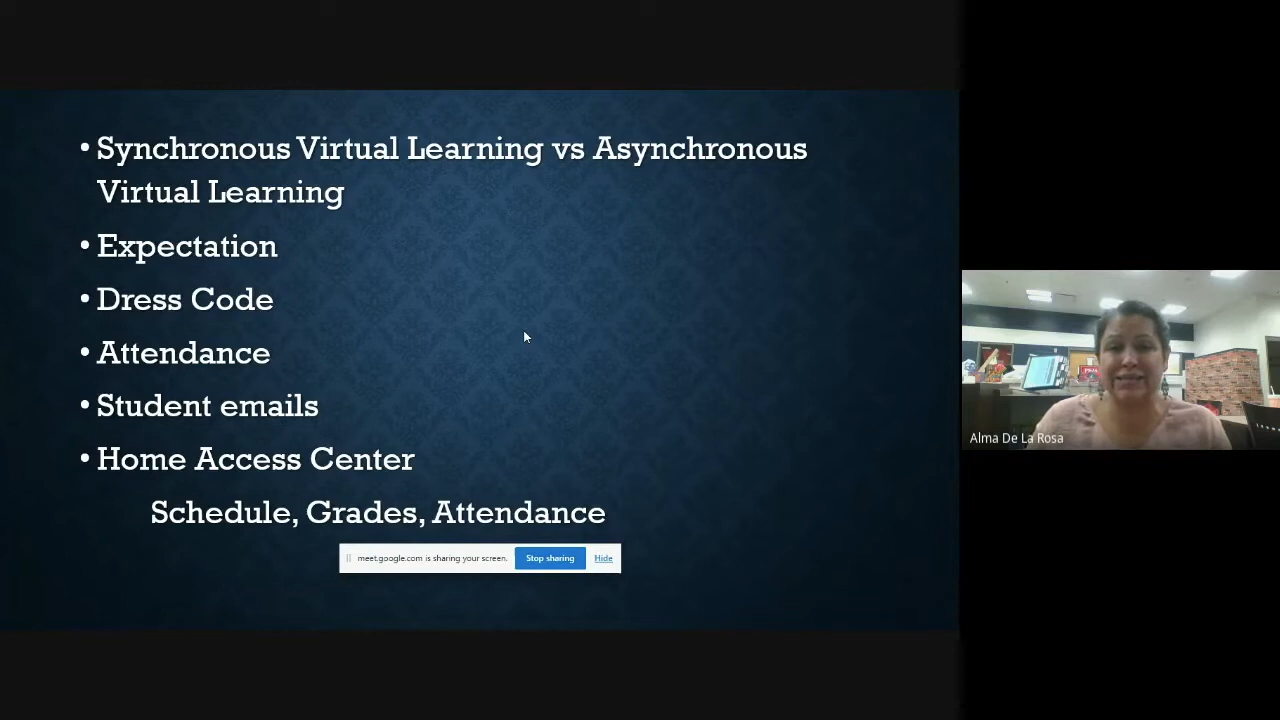 • Synchronous Virtual Learning vs Asynchronous
Virtual Learning
• Expectation
• Dress Code
• Attendance
• Student emails
• Home Access Center
Schedule, Grades, Attendance
meet.google.com is sharing your screen.
Stop sharing
Hide
Alma De La Rosa